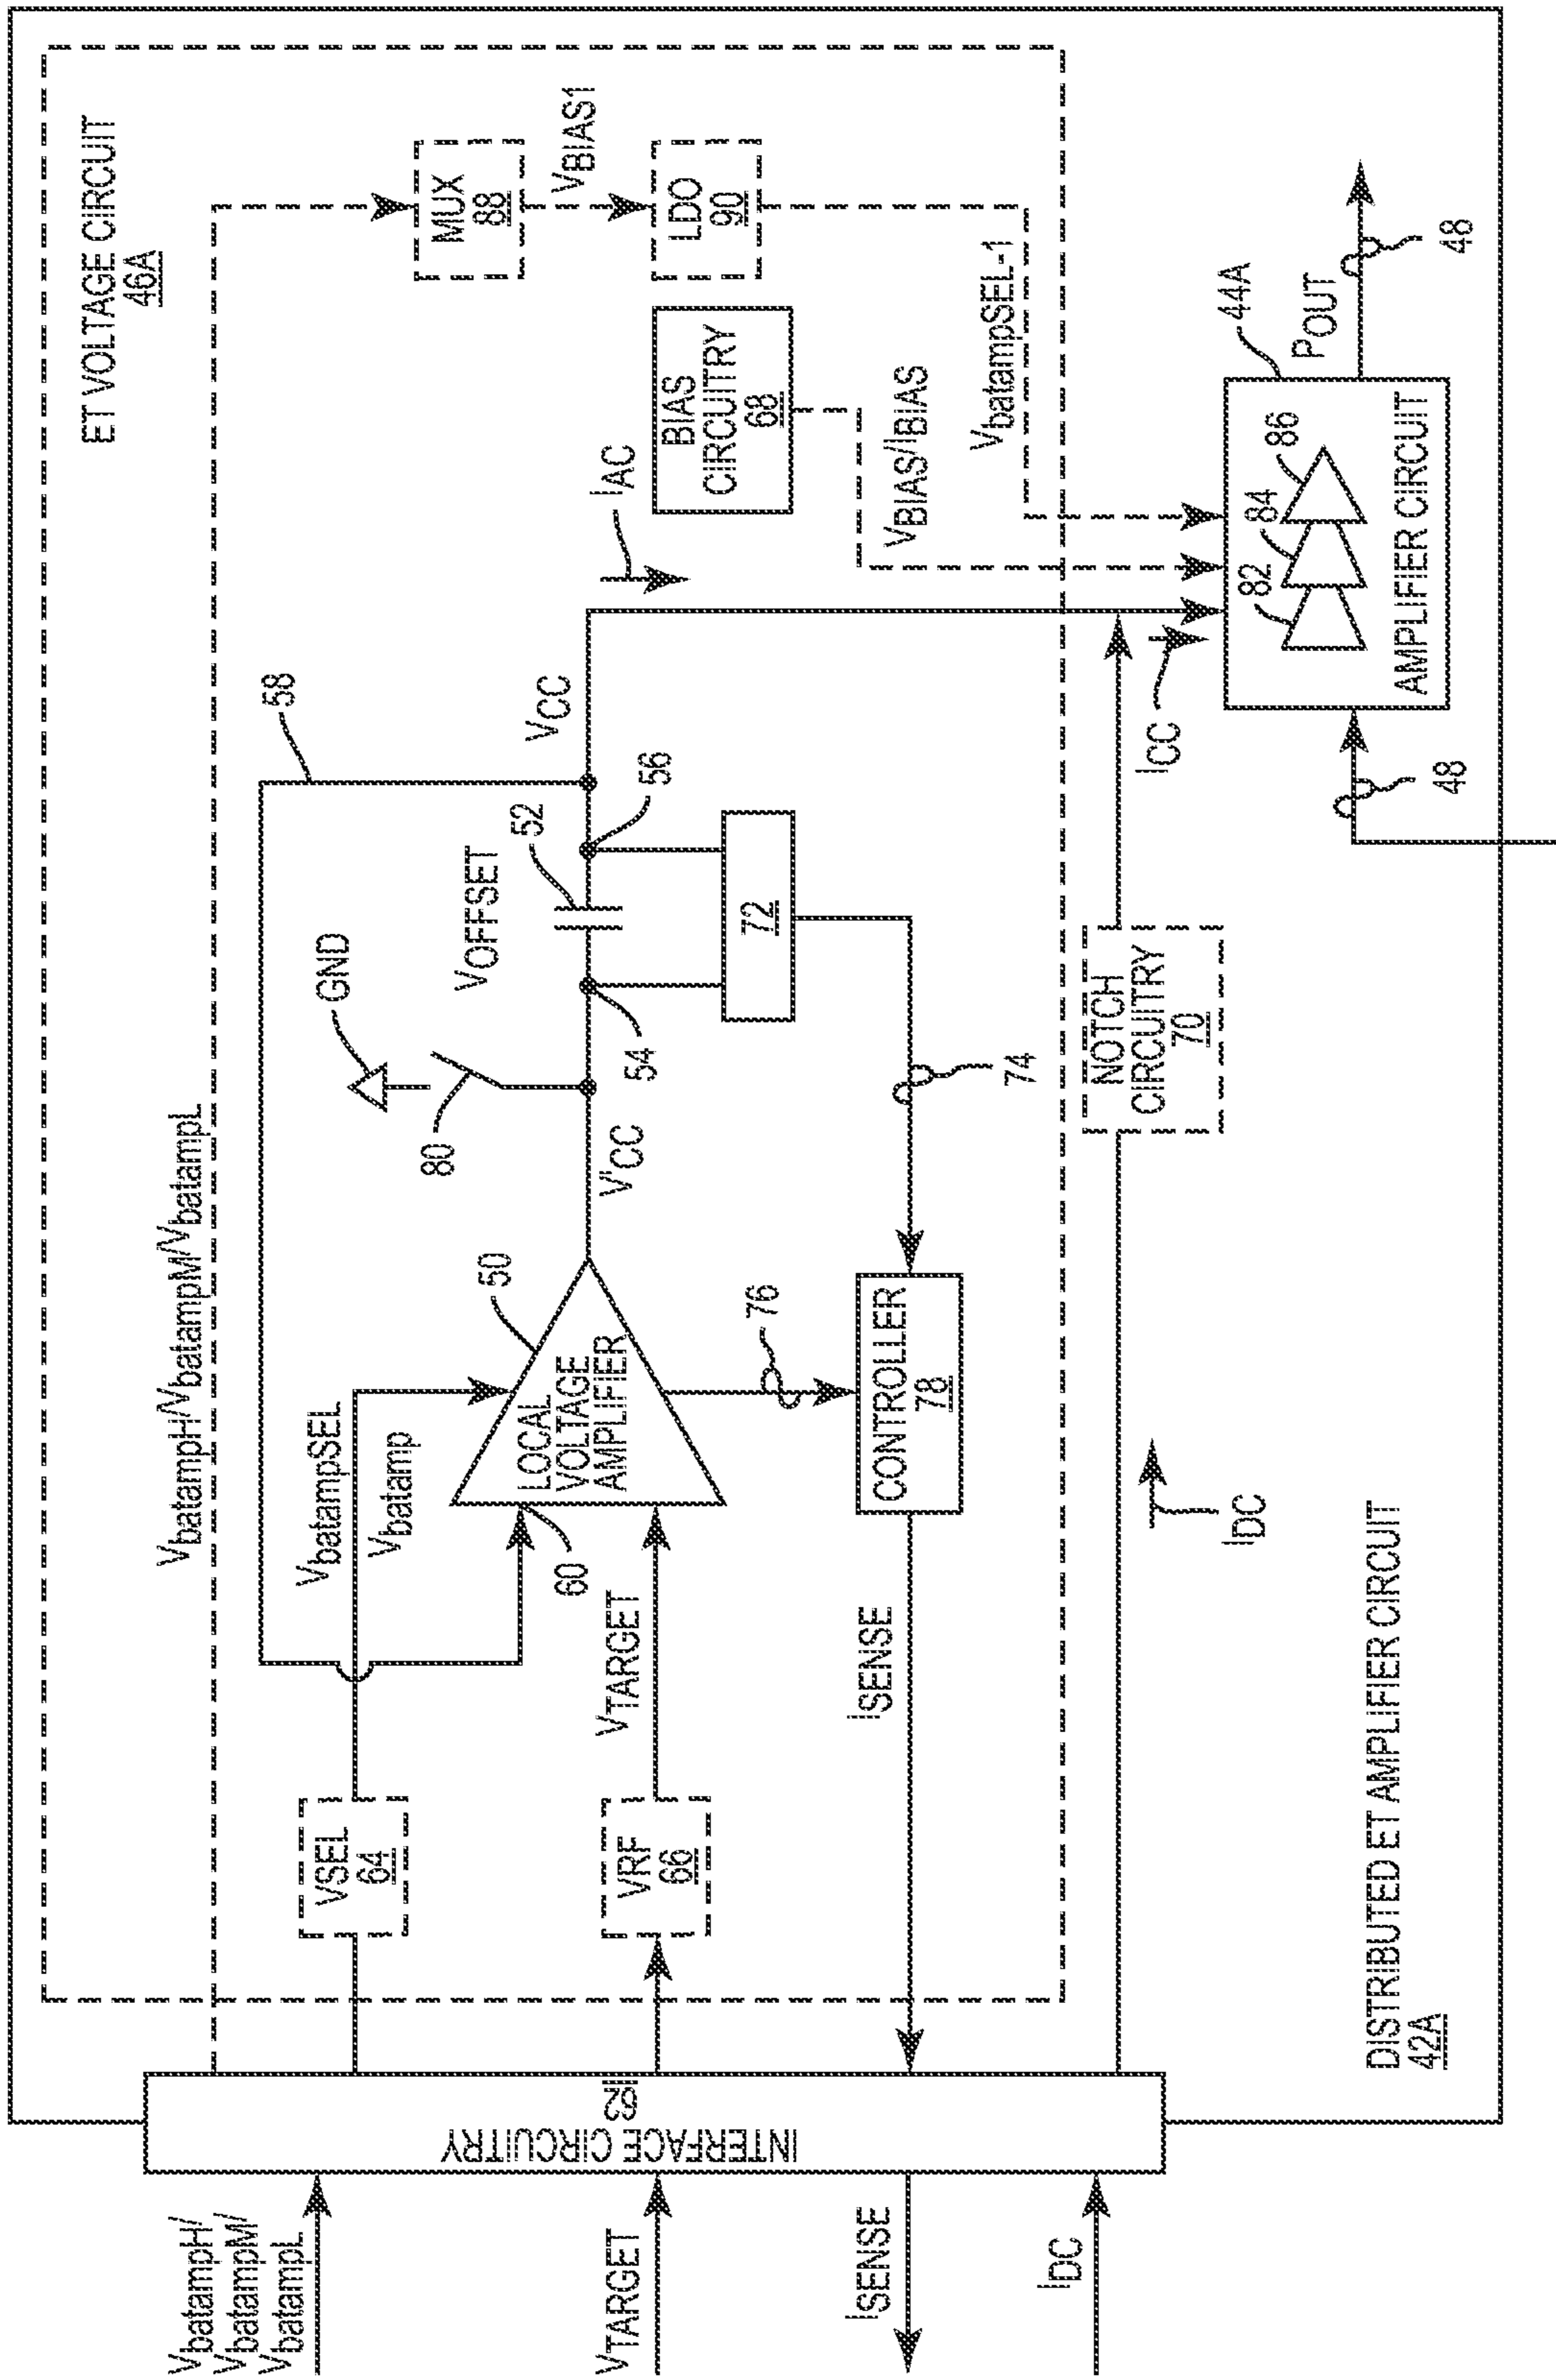 ET VOLTAGE CIRCUIT
46A
VbatampH/VbatampM/VbatampL
58
MUX
88
VBIAS1
LDO
90
VbatampH/
VbatampM/
VbatampL
INTERFACE CIRCUITRY
62
VSEL
64
VbatampSEL
Vbatamp
50
LOCAL
VOLTAGE
AMPLIFIER
60
GND
80
VOFFSET
52
VCC
V'CC
54
56
IAC
BIAS
CIRCUITRY
68
VTARGET
VRF
66
VTARGET
72
VBIAS/IBIAS
VbatampSEL-1
76
74
CONTROLLER
78
ISENSE
ISENSE
IDC
IDC
NOTCH
CIRCUITRY
70
ICC
44A
82
84
86
AMPLIFIER CIRCUIT
POUT
48
48
DISTRIBUTED ET AMPLIFIER CIRCUIT
42A